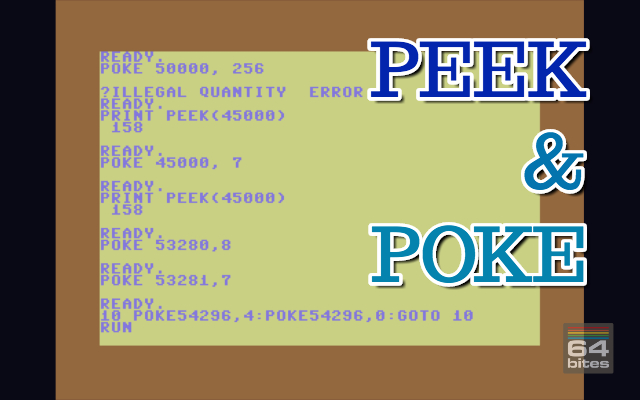 READY.
POKE 50000, 256
?ILLEGAL QUANTITY  ERROR
READY.
PRINT PEEK(45000)
 158
READY.
POKE 45000, 7
READY.
PRINT PEEK(45000)
 158
READY.
POKE 53280,8
READY.
POKE 53281,7
READY.
10 POKE54296,4:POKE54296,0:GOTO 10
RUN
PEEK
&
POKE
64
bites